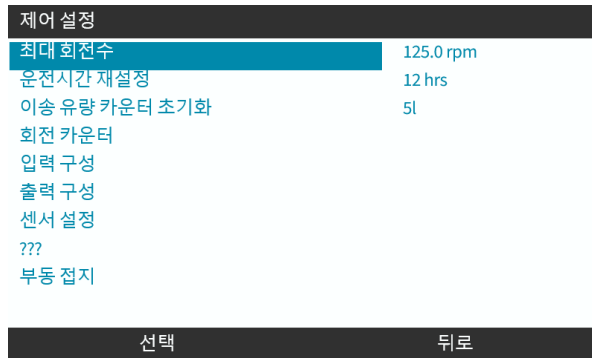 제어 설정
최대 회전수 125.0 rpm
운전시간 재설정 12 hrs
이송 유량 카운터 초기화 5l
회전 카운터
입력 구성
출력 구성
센서 설정
???
부동 접지
선택 뒤로